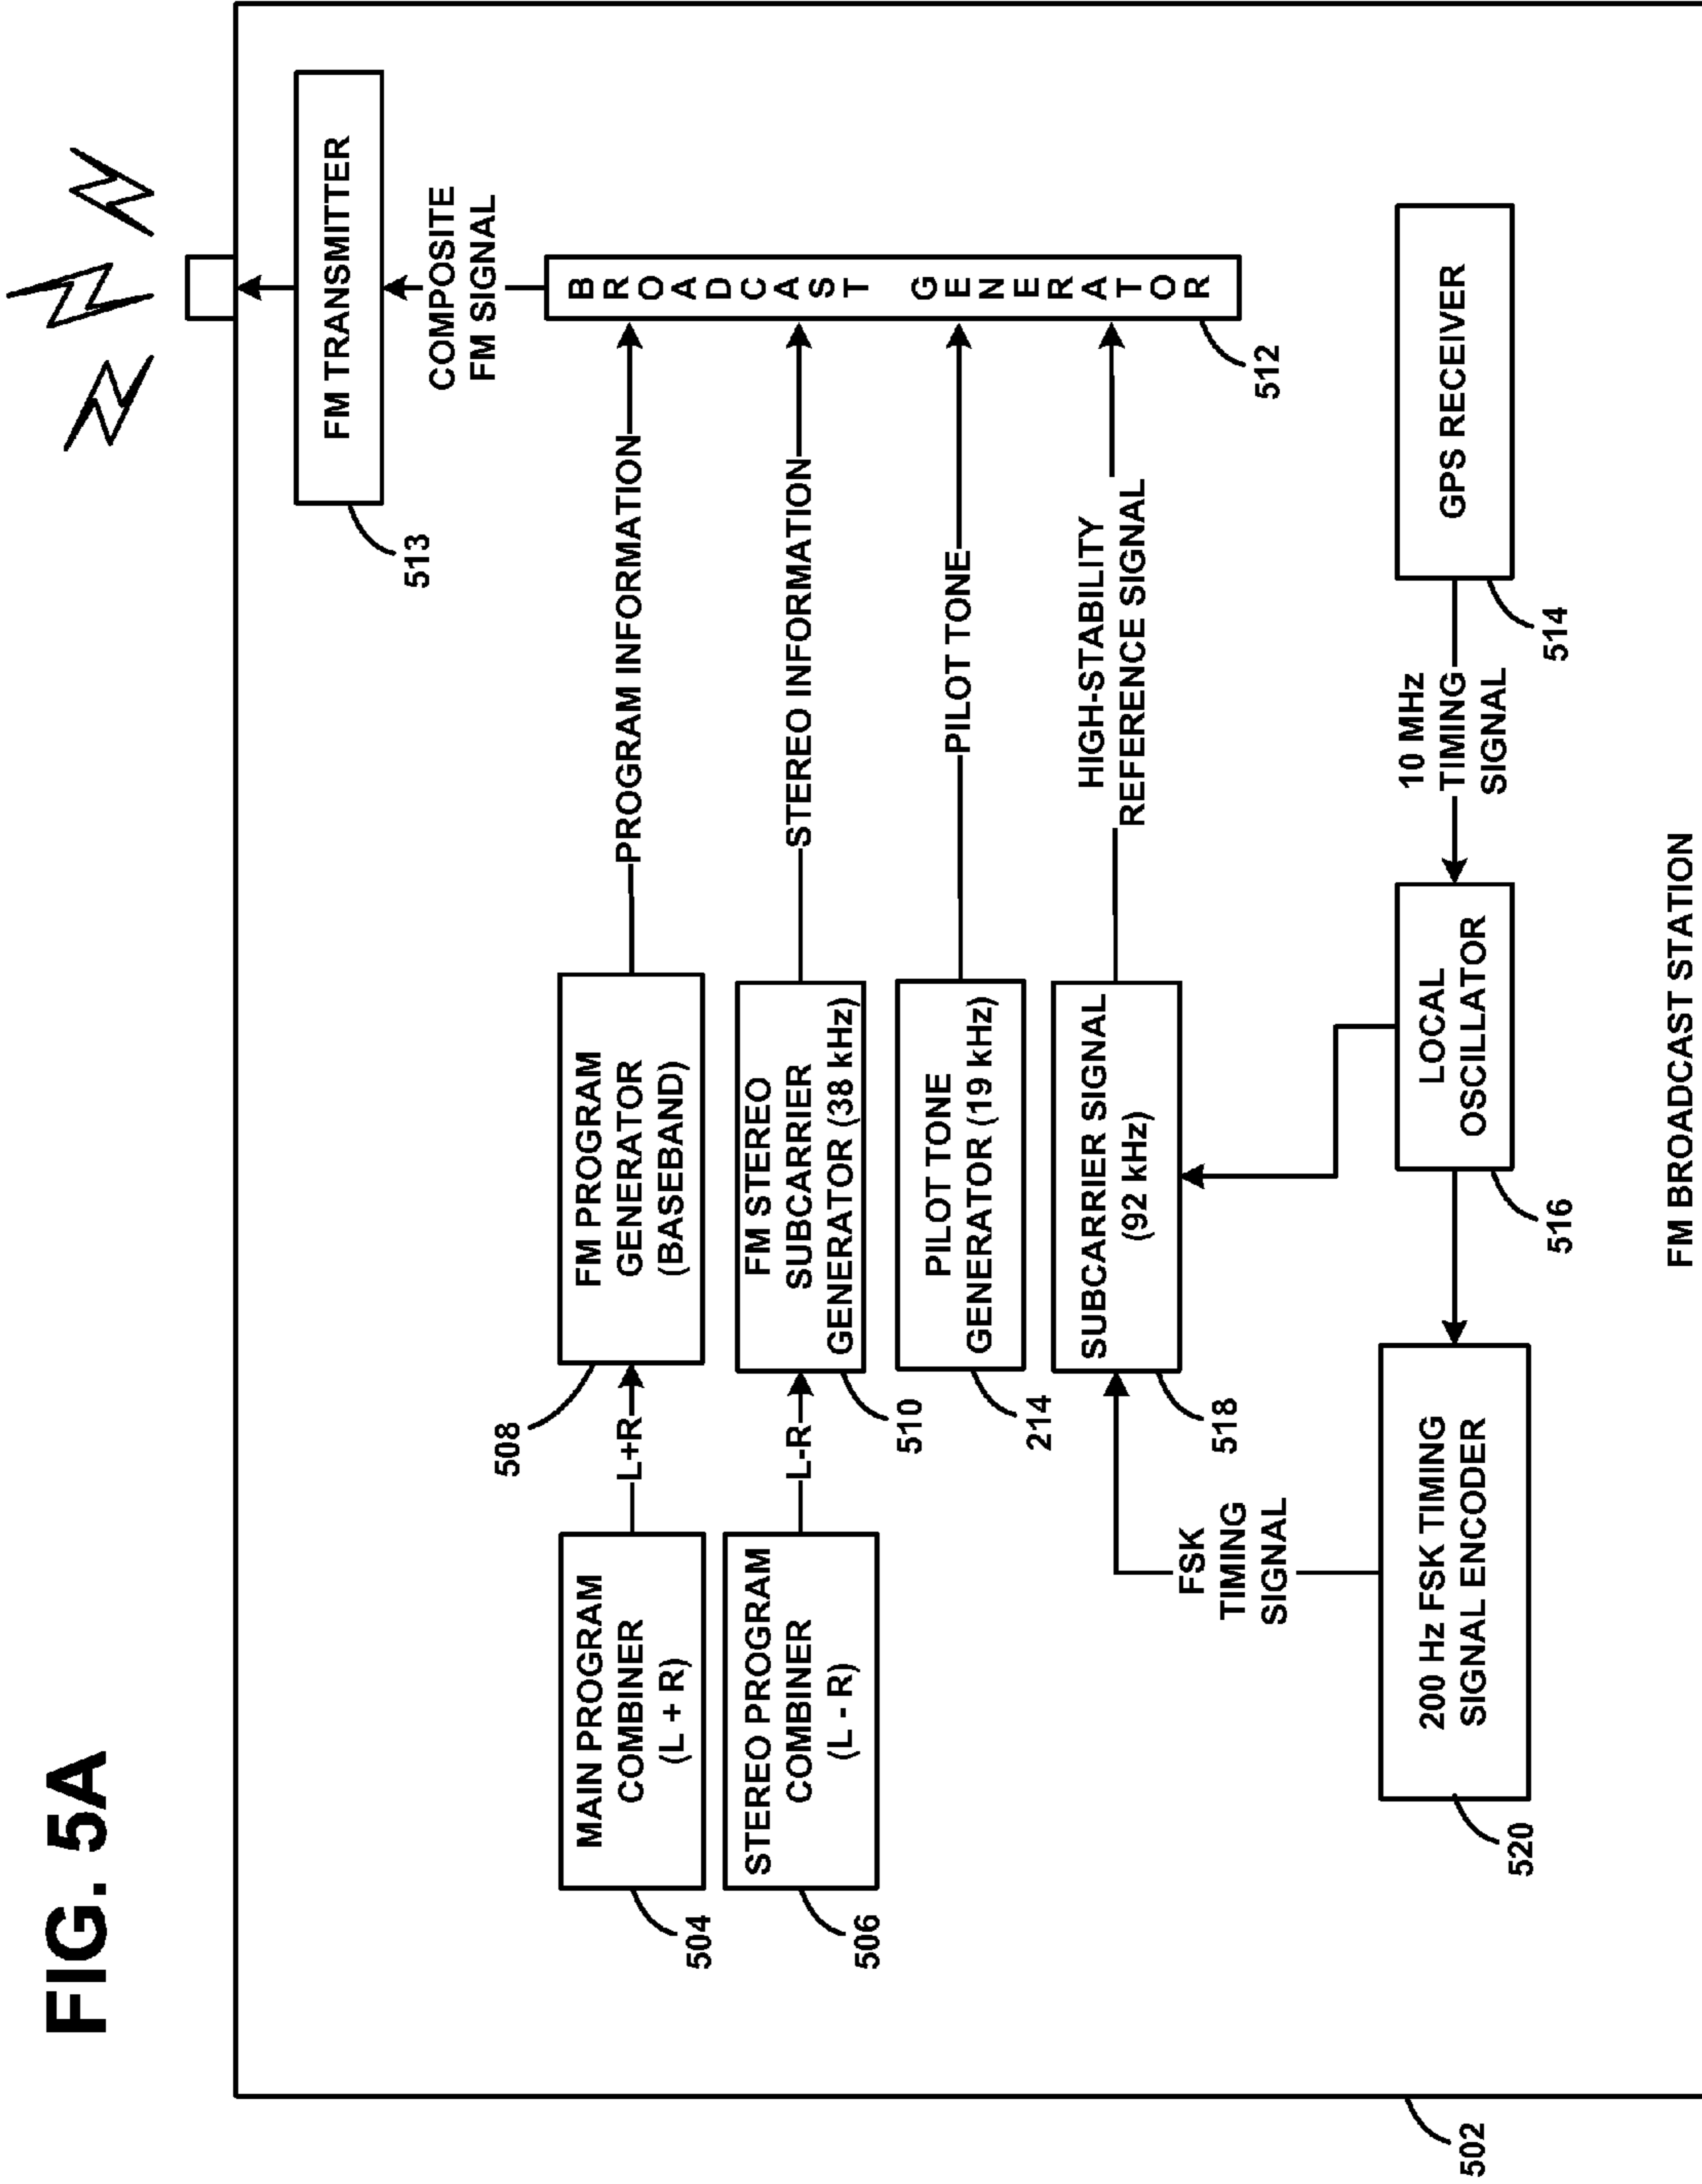 FIG. 5A
FM TRANSMITTER
513
COMPOSITE
FM SIGNAL
508
MAIN PROGRAM
COMBINER
(L + R)
504
L+R
FM PROGRAM
GENERATOR
(BASEBAND)
PROGRAM INFORMATION
BROADCAST GENERATOR
512
STEREO PROGRAM
COMBINER
(L - R)
506
L-R
FM STEREO
SUBCARRIER
GENERATOR (38 kHz)
510
STEREO INFORMATION
PILOT TONE
GENERATOR (19 kHz)
214
PILOT TONE
SUBCARRIER SIGNAL
(92 kHz)
518
HIGH-STABILITY
REFERENCE SIGNAL
FSK
TIMING
SIGNAL
200 Hz FSK TIMING
SIGNAL ENCODER
520
LOCAL
OSCILLATOR
516
10 MHz
TIMING
SIGNAL
GPS RECEIVER
514
502
FM BROADCAST STATION